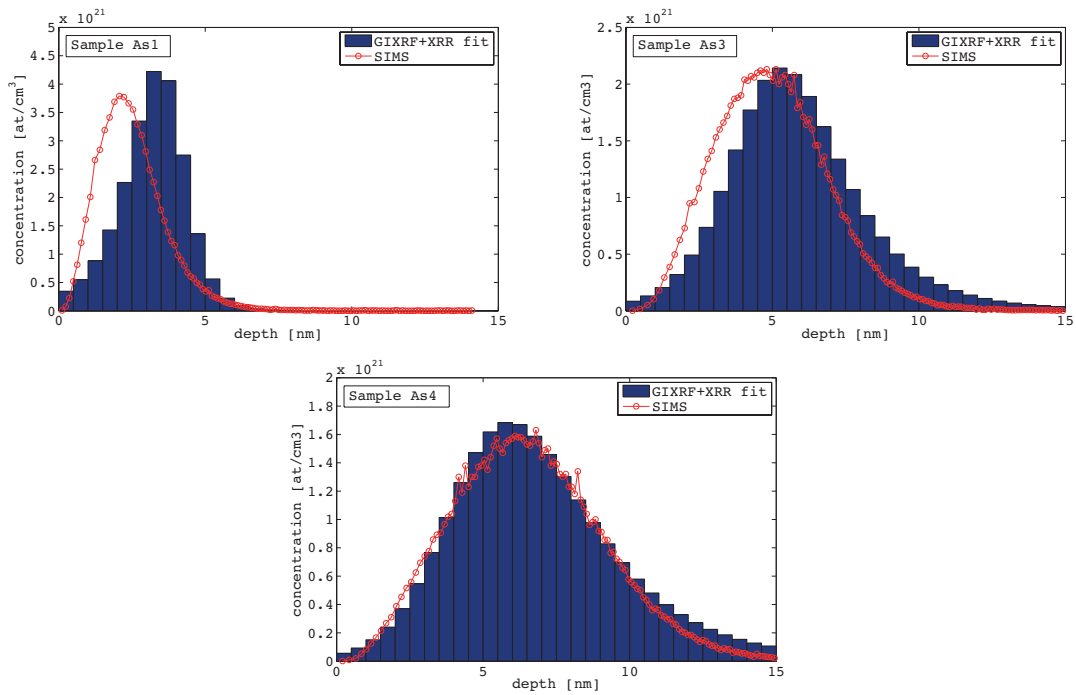 x 10^21
Sample As1
GIXRF+XRR fit
SIMS
concentration [at/cm^3]
5
4.5
4
3.5
3
2.5
2
1.5
1
0.5
0
0 5 10 15
depth [nm]
x 10^21
Sample As3
GIXRF+XRR fit
SIMS
concentration [at/cm3]
2.5
2
1.5
1
0.5
0
0 5 10 15
depth [nm]
x 10^21
Sample As4
GIXRF+XRR fit
SIMS
concentration [at/cm3]
2
1.8
1.6
1.4
1.2
1
0.8
0.6
0.4
0.2
0
0 5 10 15
depth [nm]